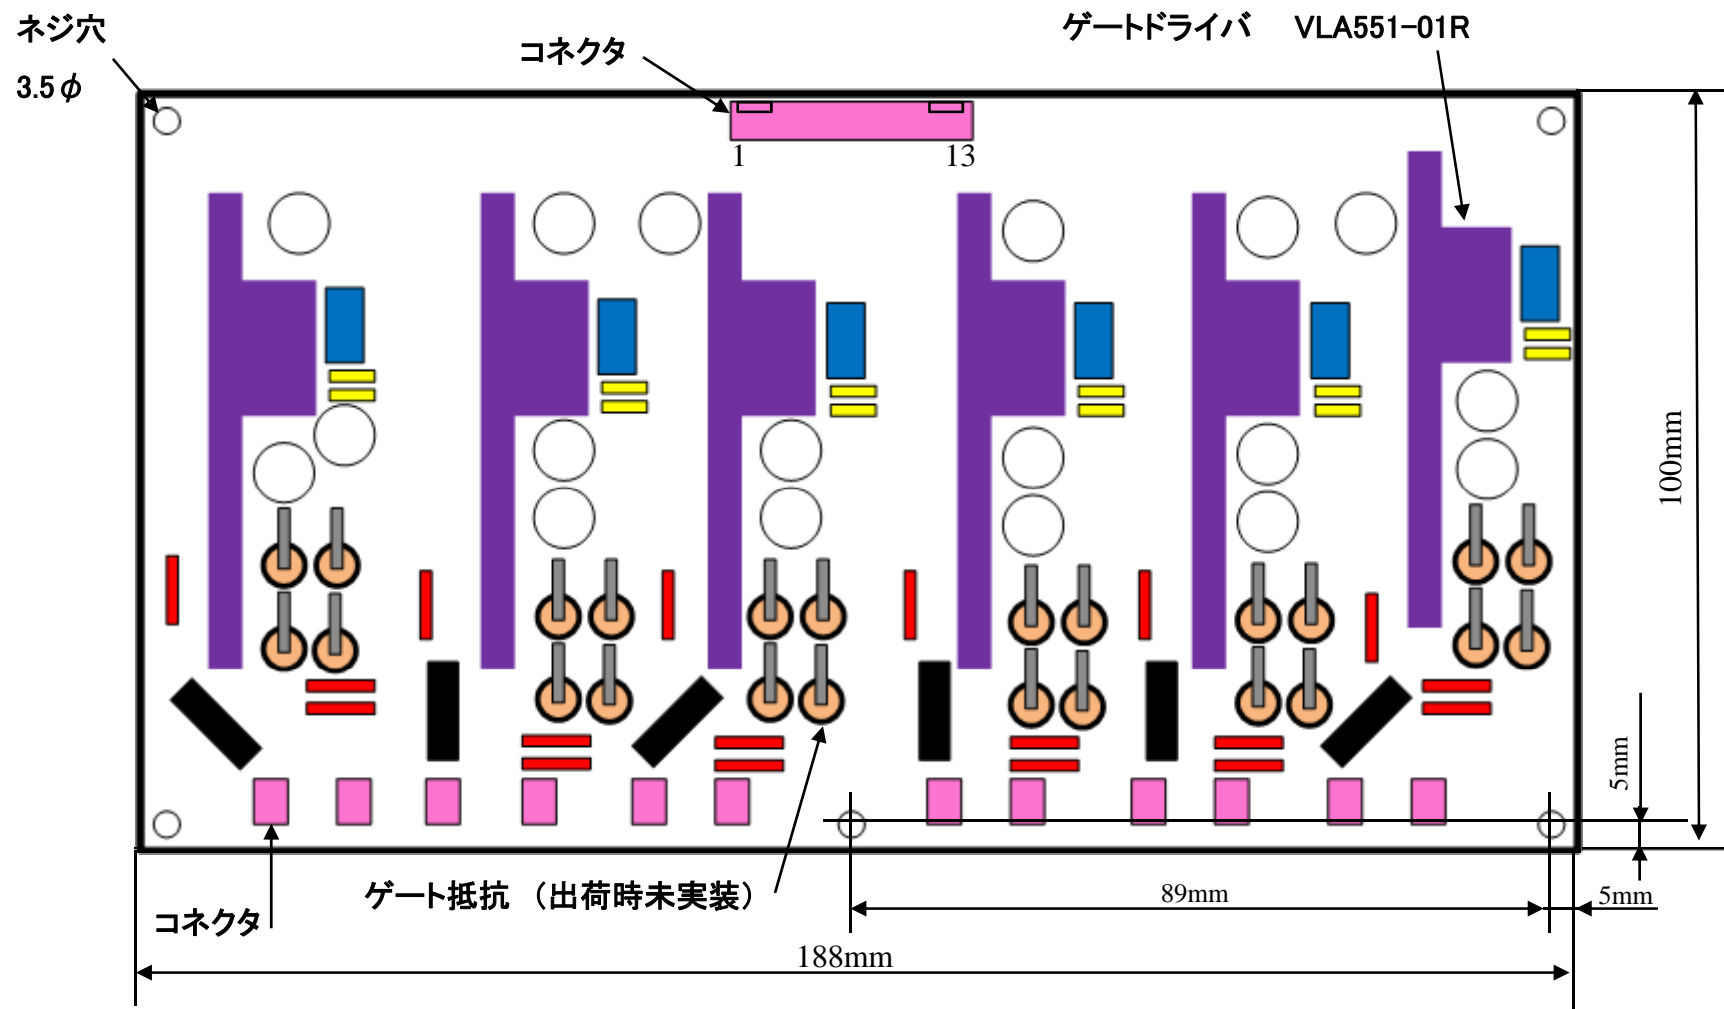 ネジ穴
3.5φ
コネクタ
ゲートドライバ VLA551-01R
1
13
100mm
5mm
ゲート抵抗 （出荷時未実装）
コネクタ
89mm
5mm
188mm